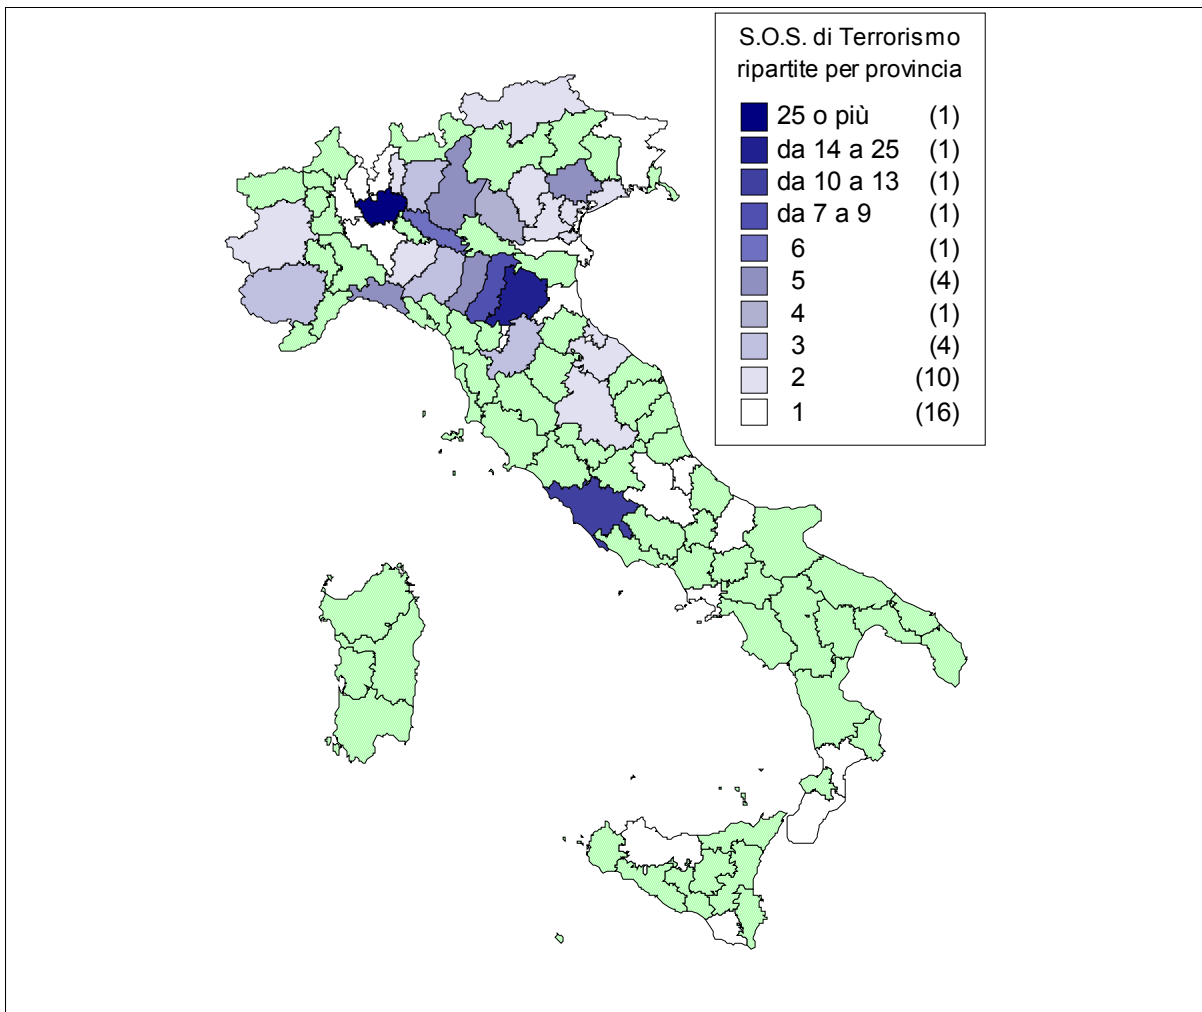 S.O.S. di Terrorismo
ripartite per provincia
25 o più (1)
da 14 a 25 (1)
da 10 a 13 (1)
da 7 a 9 (1)
6 (1)
5 (4)
4 (1)
3 (4)
2 (10)
1 (16)